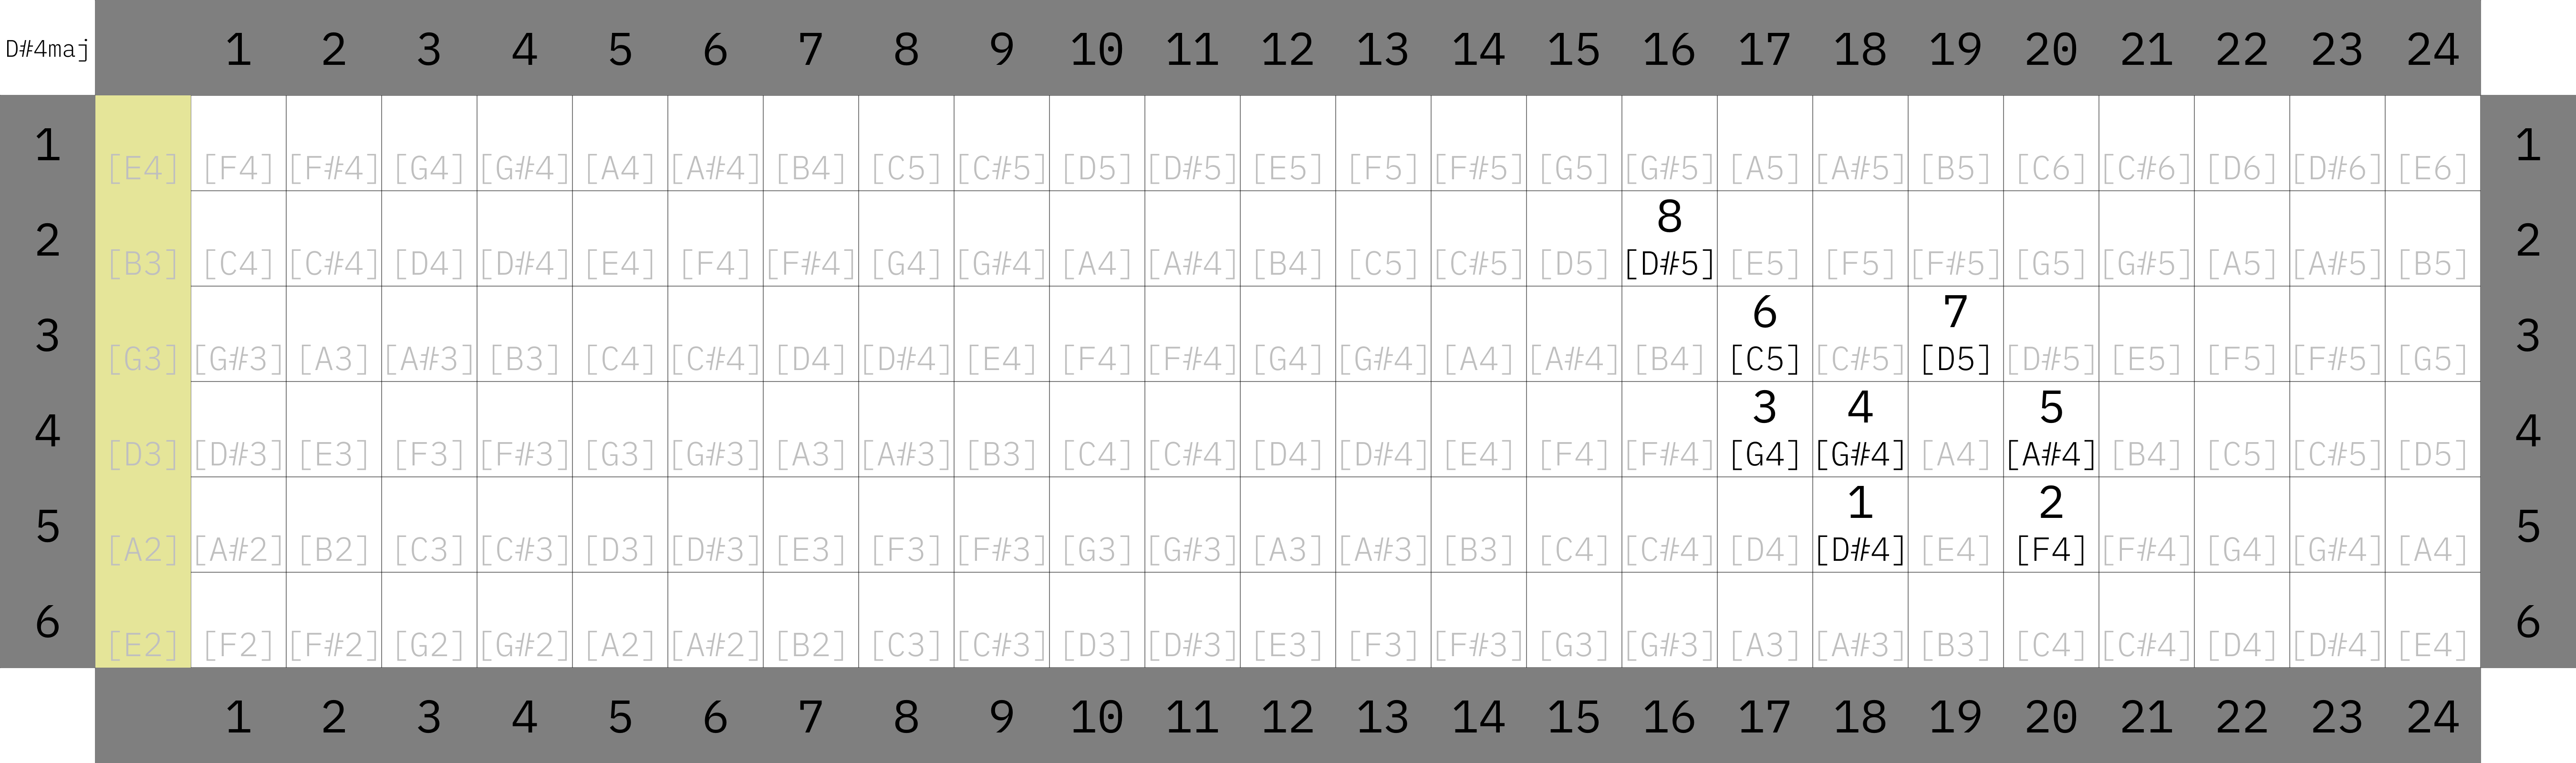 D#4maj 1 2 3 4 5 6 7 8 9 10 11 12 13 14 15 16 17 18 19 20 21 22 23 24
1 [E4] [F4] [F#4] [G4] [G#4] [A4] [A#4] [B4] [C5] [C#5] [D5] [D#5] [E5] [F5] [F#5] [G5] [G#5] [A5] [A#5] [B5] [C6] [C#6] [D6] [D#6] [E6] 1
8
2 [B3] [C4] [C#4] [D4] [D#4] [E4] [F4] [F#4] [G4] [G#4] [A4] [A#4] [B4] [C5] [C#5] [D5] [D#5] [E5] [F5] [F#5] [G5] [G#5] [A5] [A#5] [B5] 2
6 7
3 [G3] [G#3] [A3] [A#3] [B3] [C4] [C#4] [D4] [D#4] [E4] [F4] [F#4] [G4] [G#4] [A4] [A#4] [B4] [C5] [C#5] [D5] [D#5] [E5] [F5] [F#5] [G5] 3
3 4 5
4 [D3] [D#3] [E3] [F3] [F#3] [G3] [G#3] [A3] [A#3] [B3] [C4] [C#4] [D4] [D#4] [E4] [F4] [F#4] [G4] [G#4] [A4] [A#4] [B4] [C5] [C#5] [D5] 4
1 2
5 [A2] [A#2] [B2] [C3] [C#3] [D3] [D#3] [E3] [F3] [F#3] [G3] [G#3] [A3] [A#3] [B3] [C4] [C#4] [D4] [D#4] [E4] [F4] [F#4] [G4] [G#4] [A4] 5
6 [E2] [F2] [F#2] [G2] [G#2] [A2] [A#2] [B2] [C3] [C#3] [D3] [D#3] [E3] [F3] [F#3] [G3] [G#3] [A3] [A#3] [B3] [C4] [C#4] [D4] [D#4] [E4] 6
1 2 3 4 5 6 7 8 9 10 11 12 13 14 15 16 17 18 19 20 21 22 23 24